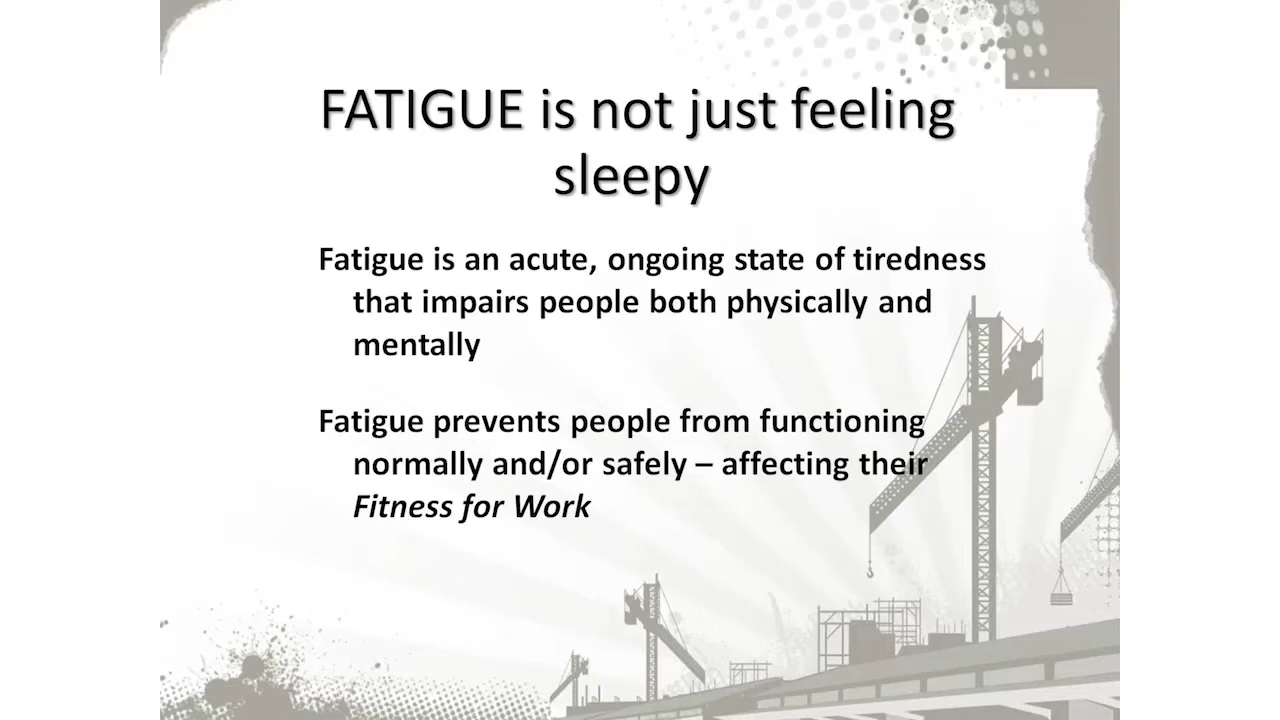 FATIGUE is not just feeling
sleepy
Fatigue is an acute, ongoing state of tiredness
that impairs people both physically and
mentally
Fatigue prevents people from functioning
normally and/or safely – affecting their
Fitness for Work